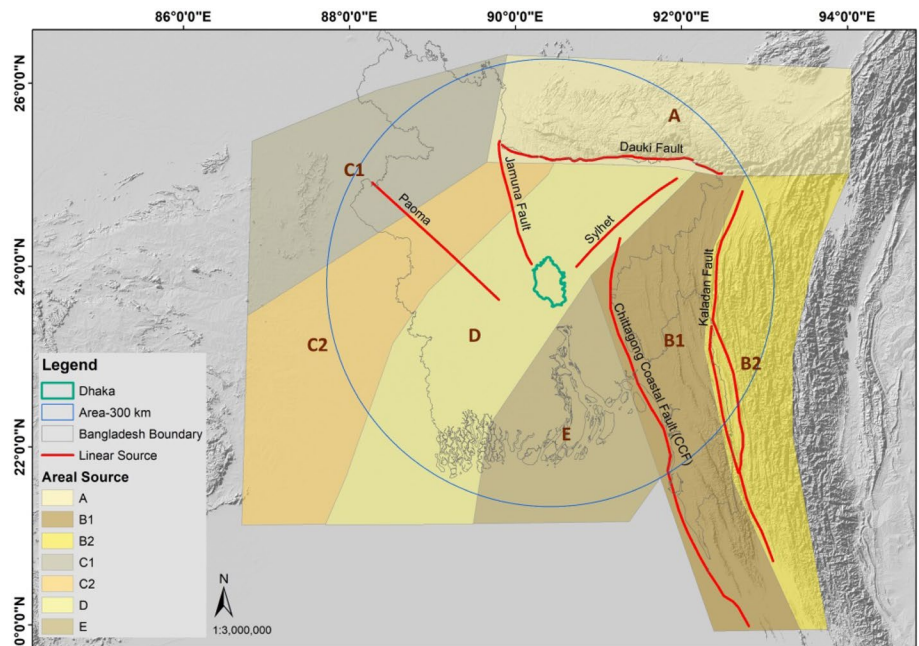 86°0'0"E 88°0'0"E 90°0'0"E 92°0'0"E 94°0'0"E
26°0'0"N
24°0'0"N
22°0'0"N
0°0'0"N
A
Dauki Fault
C1
Paoma
Jamuna Fault
Sylhet
Kaladan Fault
Chittagong Coastal Fault (CCF)
D
C2
B1
B2
E
Legend
Dhaka
Area-300 km
Bangladesh Boundary
Linear Source
Areal Source
A
B1
B2
C1
C2
D
E
N
1:3,000,000